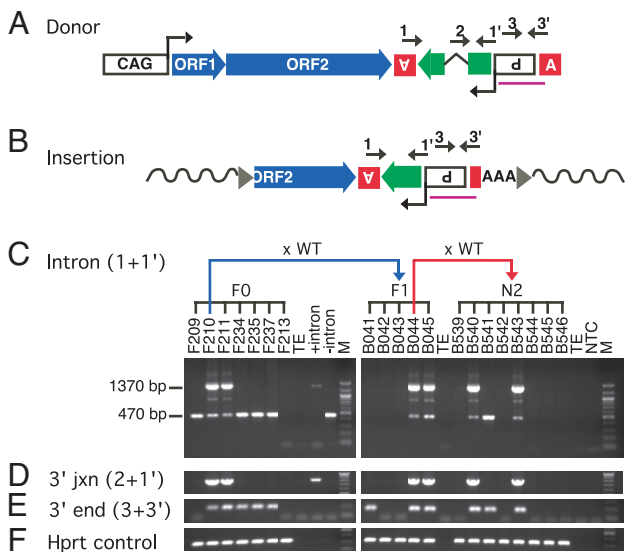 A Donor
1 2 1' 3 3'
CAG ORF1 ORF2 A P A
B Insertion
1 1' 3 3'
ORF2 A P AAA
C Intron (1+1')
x WT x WT
F0 F1 N2
F209 F210 F211 F234 F235 F237 F213 TE +intron -intron M B041 B042 B043 B044 B045 TE B539 B540 B541 B542 B543 B544 B545 B546 TE NTC M
1370 bp
470 bp
D 3' jxn (2+1')
E 3' end (3+3')
F Hprt control